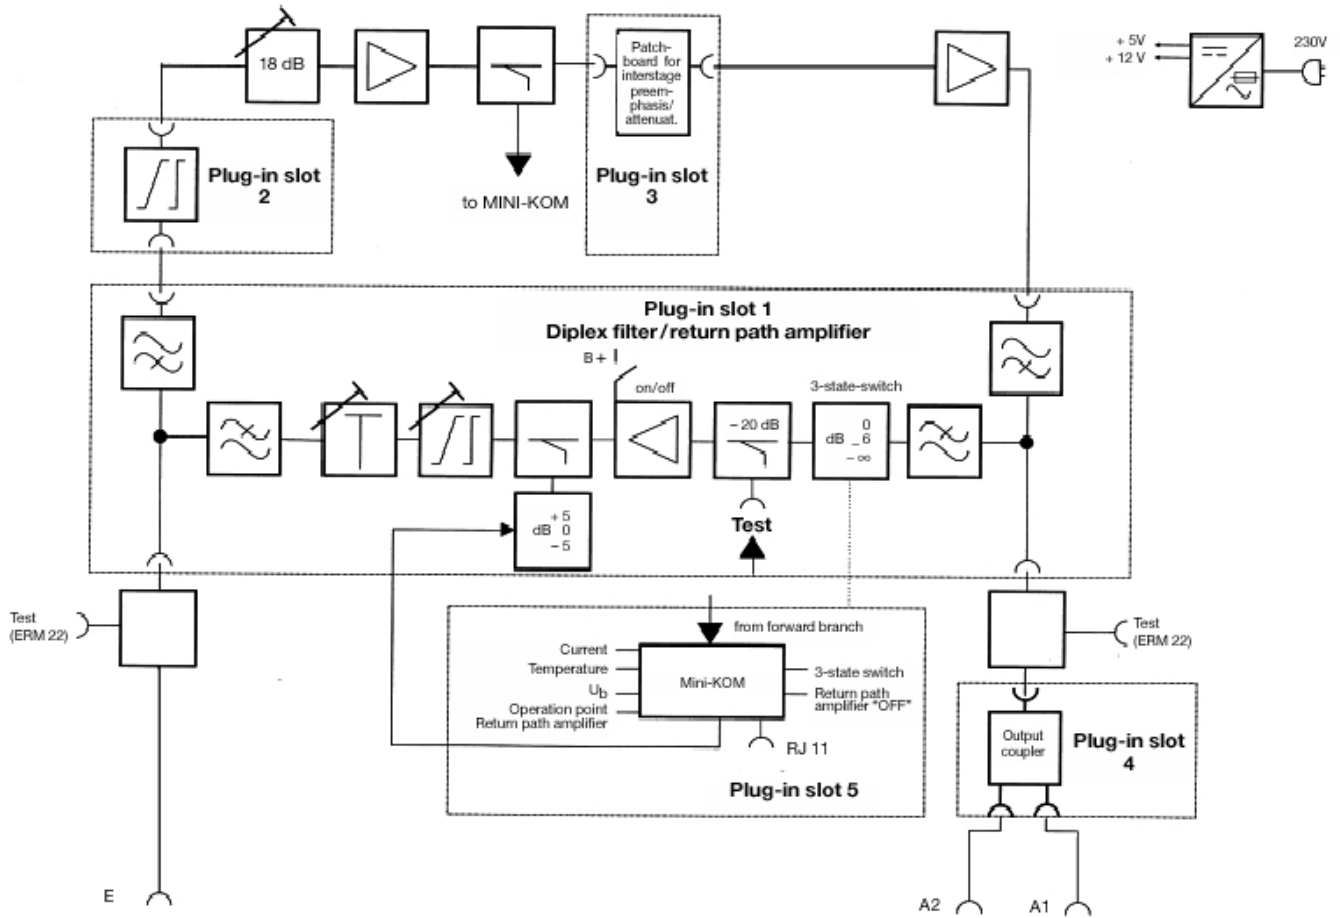 18 dB
Patch-
board for
interstage
preem-
phasis/
attenuat.
+ 5V
+ 12 V
230V
Plug-in slot
2
to MINI-KOM
Plug-in slot
3
Plug-in slot 1
Diplex filter/return path amplifier
B +
on/off
3-state-switch
– 20 dB
0
dB – 6
– ∞
+ 5
dB 0
– 5
Test
Test
(ERM 22)
from forward branch
Current
Temperature
Ub
Operation point
Return path amplifier
Mini-KOM
3-state switch
Return path
amplifier "OFF"
RJ 11
Plug-in slot 5
Test
(ERM 22)
Output
coupler
Plug-in slot
4
E
A2
A1